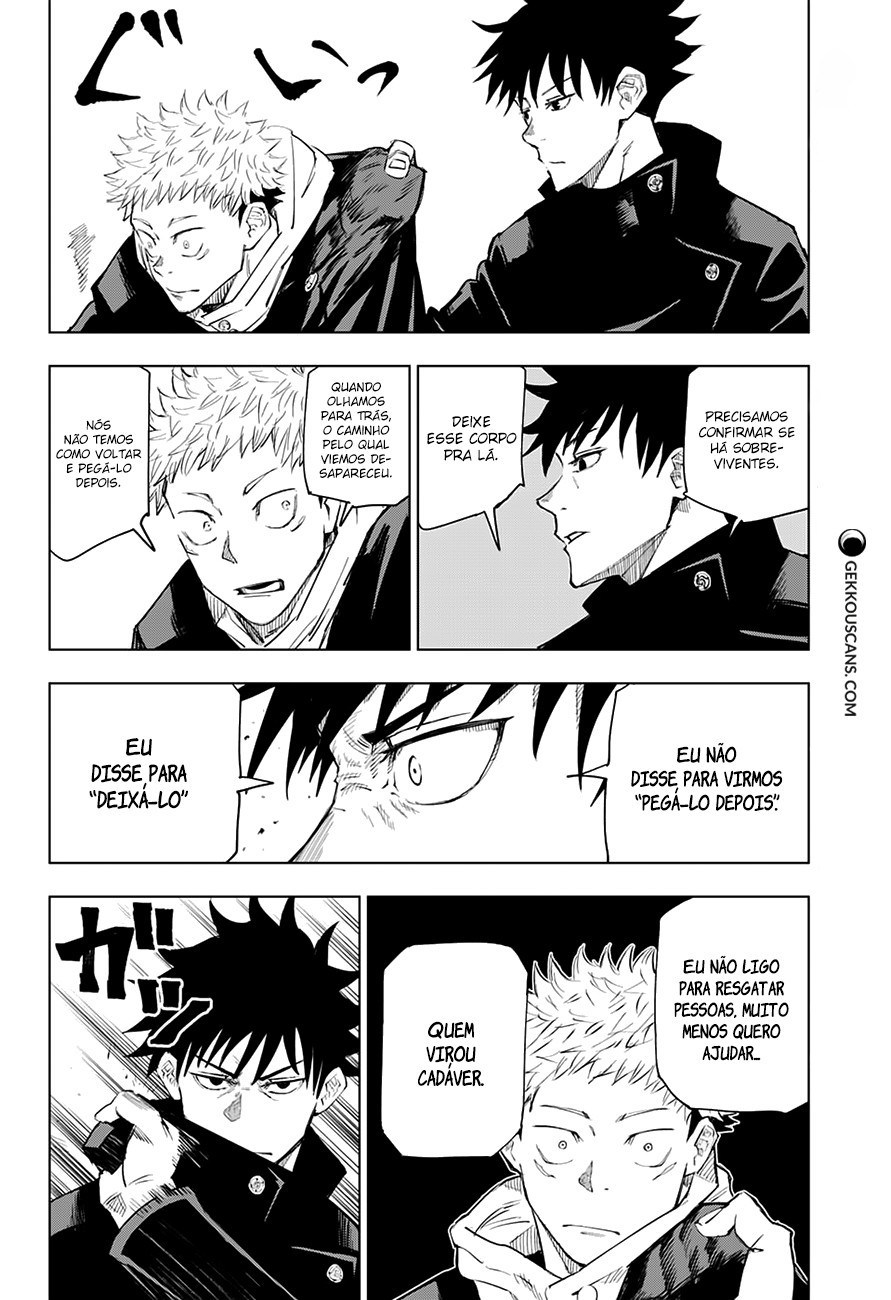 ぐいっ
PRECISAMOS
CONFIRMAR SE
HÁ SOBRE-
VIVENTES.
DEIXE
ESSE CORPO
PRA LÁ.
QUANDO
OLHAMOS
PARA TRÁS,
O CAMINHO
PELO QUAL
VIEMOS DE-
SAPARECEU.
NÓS
NÃO TEMOS
COMO VOLTAR
E PEGÁ-LO
DEPOIS.
GEKKOUSCANS.COM
EU NÃO
DISSE PARA VIRMOS
“PEGÁ-LO DEPOIS”.
EU
DISSE PARA
“DEIXÁ-LO”
EU NÃO LIGO
PARA RESGATAR
PESSOAS, MUITO
MENOS QUERO
AJUDAR...
QUEM
VIROU
CADÁVER.
ガッ